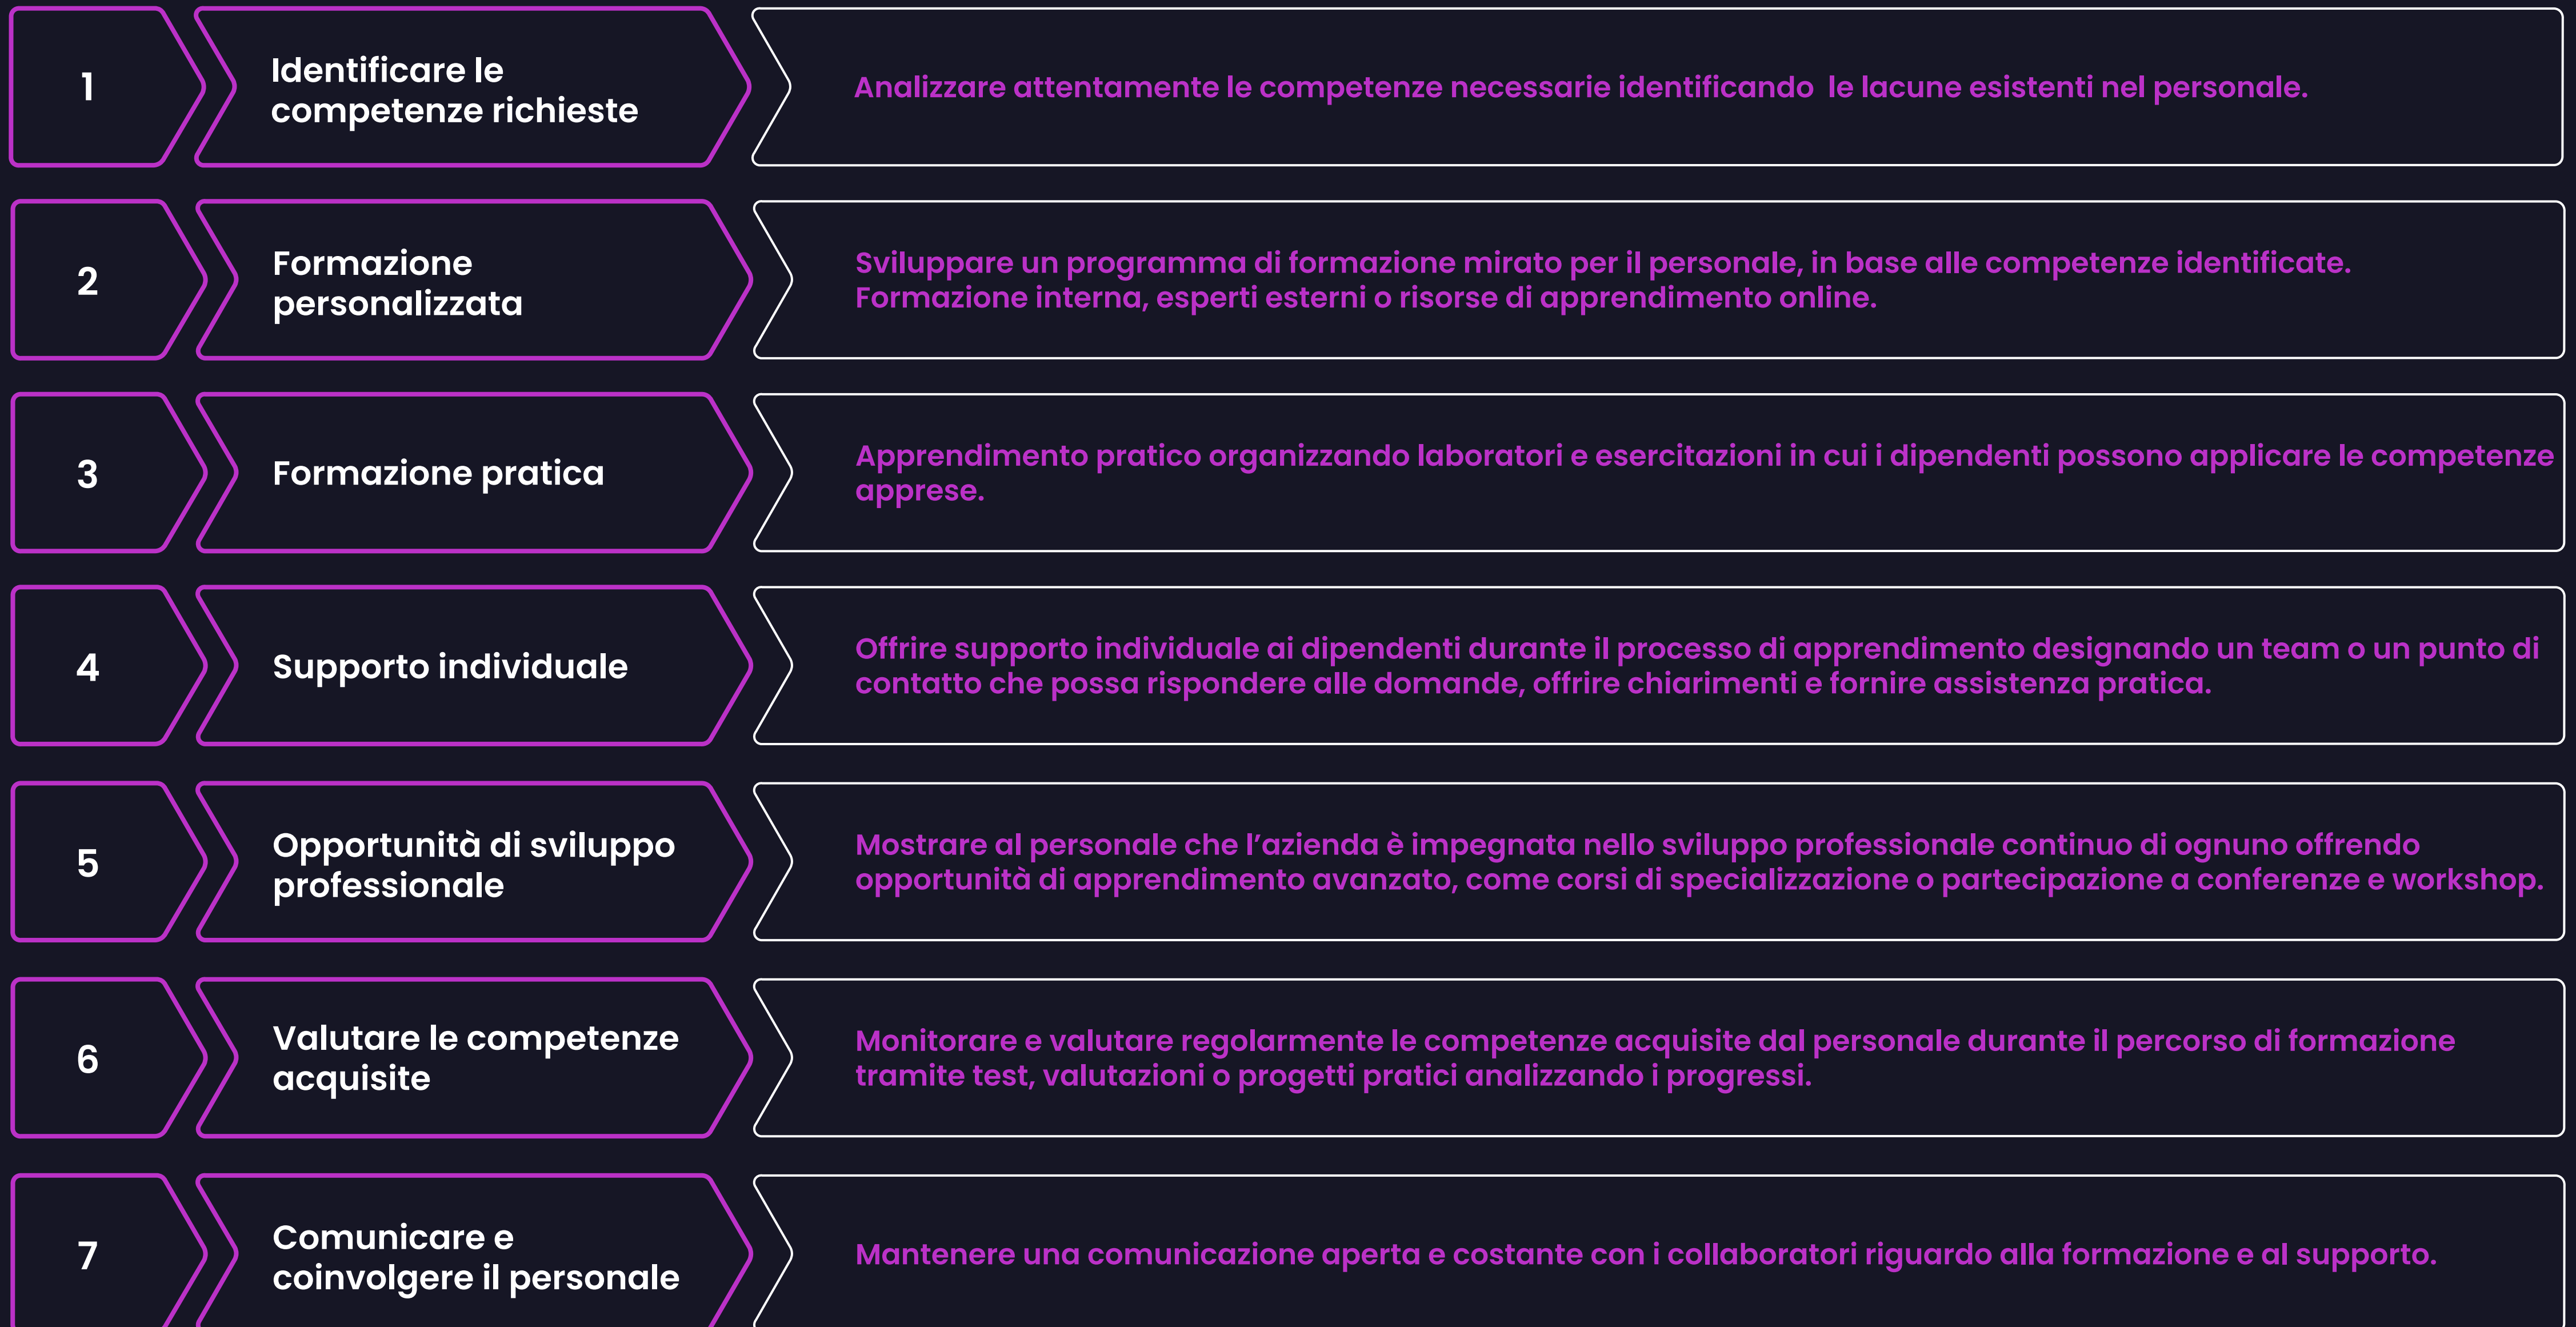 1
Identificare le
competenze richieste
Analizzare attentamente le competenze necessarie identificando  le lacune esistenti nel personale.
2
Formazione
personalizzata
Sviluppare un programma di formazione mirato per il personale, in base alle competenze identificate.
Formazione interna, esperti esterni o risorse di apprendimento online.
3
Formazione pratica
Apprendimento pratico organizzando laboratori e esercitazioni in cui i dipendenti possono applicare le competenze
apprese.
4
Supporto individuale
Offrire supporto individuale ai dipendenti durante il processo di apprendimento designando un team o un punto di
contatto che possa rispondere alle domande, offrire chiarimenti e fornire assistenza pratica.
5
Opportunità di sviluppo
professionale
Mostrare al personale che l’azienda è impegnata nello sviluppo professionale continuo di ognuno offrendo
opportunità di apprendimento avanzato, come corsi di specializzazione o partecipazione a conferenze e workshop.
6
Valutare le competenze
acquisite
Monitorare e valutare regolarmente le competenze acquisite dal personale durante il percorso di formazione
tramite test, valutazioni o progetti pratici analizzando i progressi.
7
Comunicare e
coinvolgere il personale
Mantenere una comunicazione aperta e costante con i collaboratori riguardo alla formazione e al supporto.